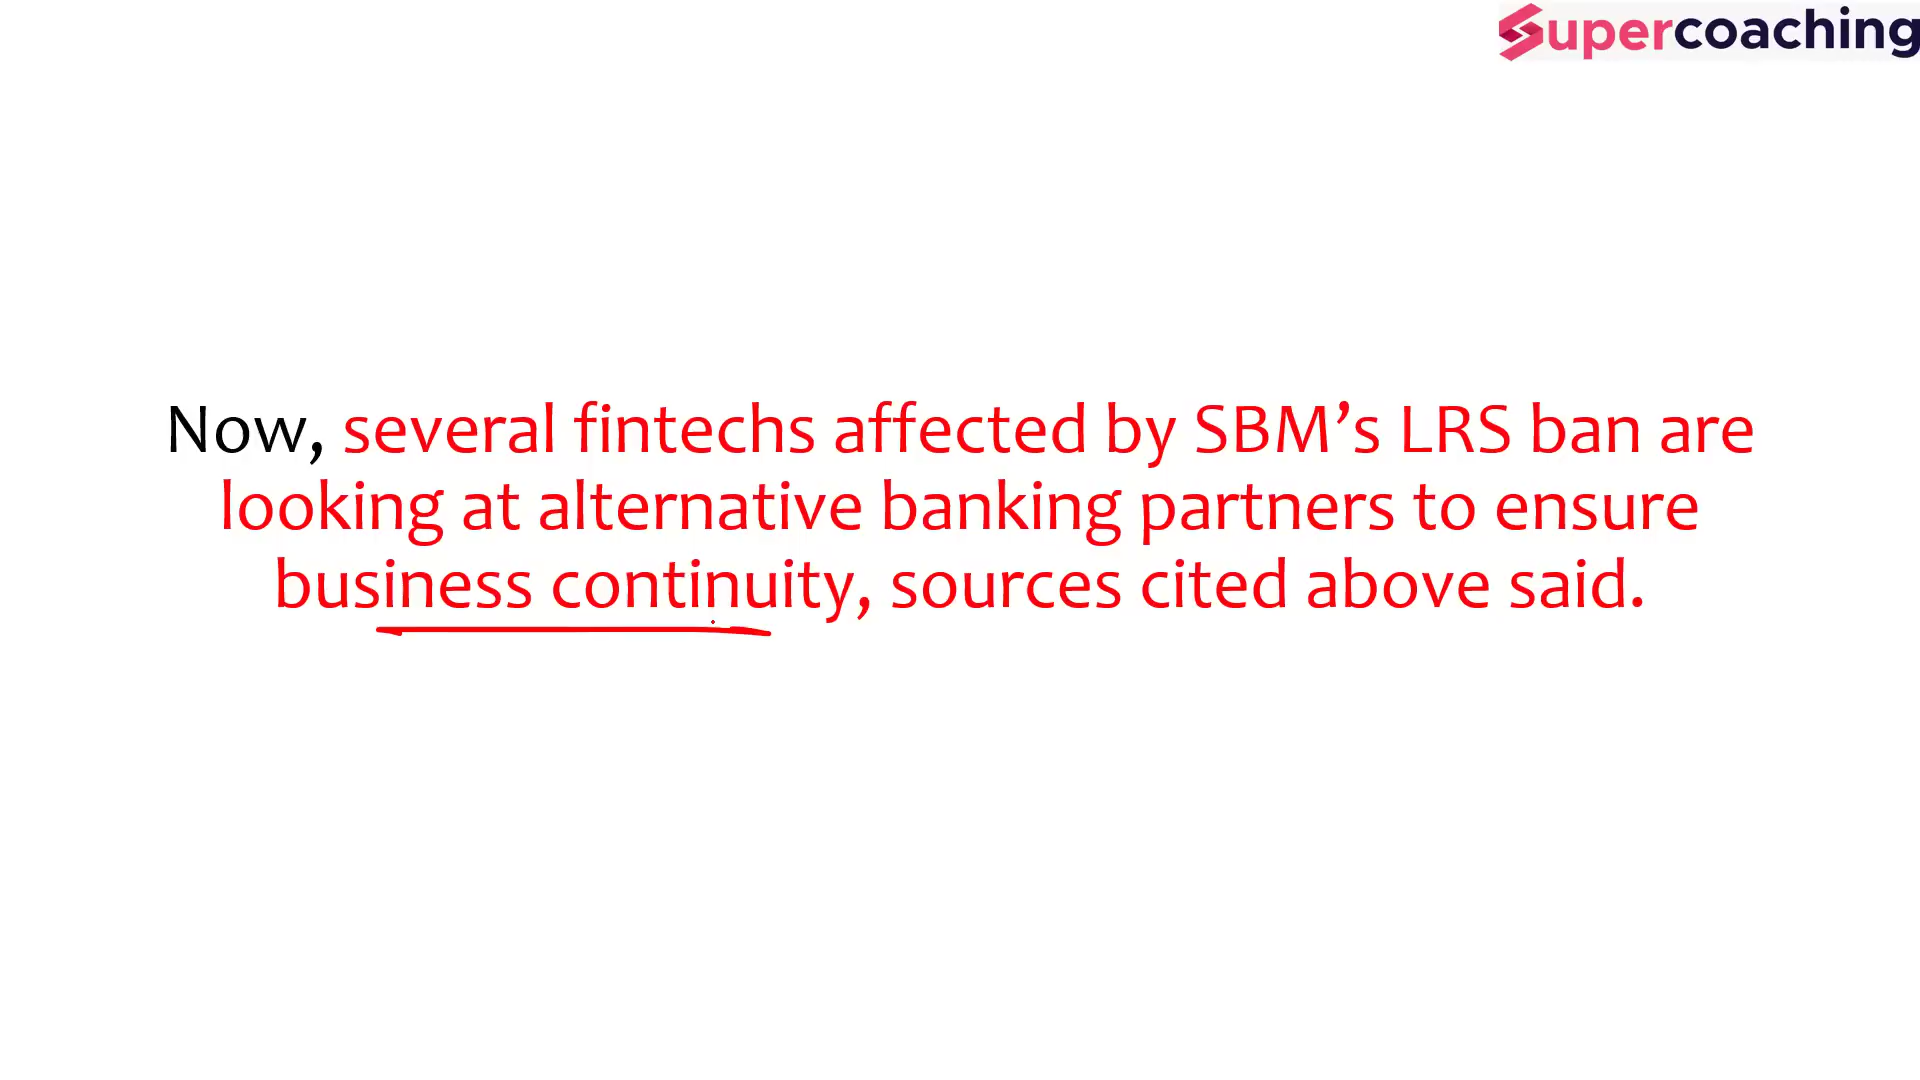 Supercoaching
Now, several fintechs affected by SBM’s LRS ban are
looking at alternative banking partners to ensure
business continuity, sources cited above said.